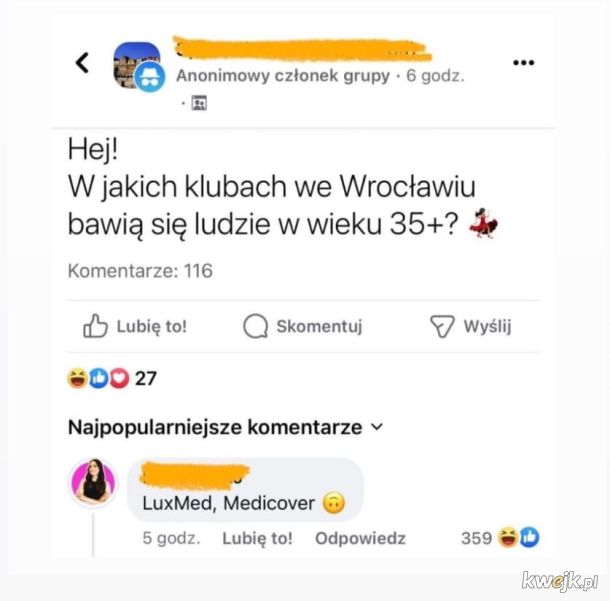 Anonimowy członek grupy · 6 godz.
Hej!
W jakich klubach we Wrocławiu
bawią się ludzie w wieku 35+? 💃
Komentarze: 116
Lubię to! Skomentuj Wyślij
27
Najpopularniejsze komentarze
LuxMed, Medicover 🙃
5 godz. Lubię to! Odpowiedz 359
kwejk.pl